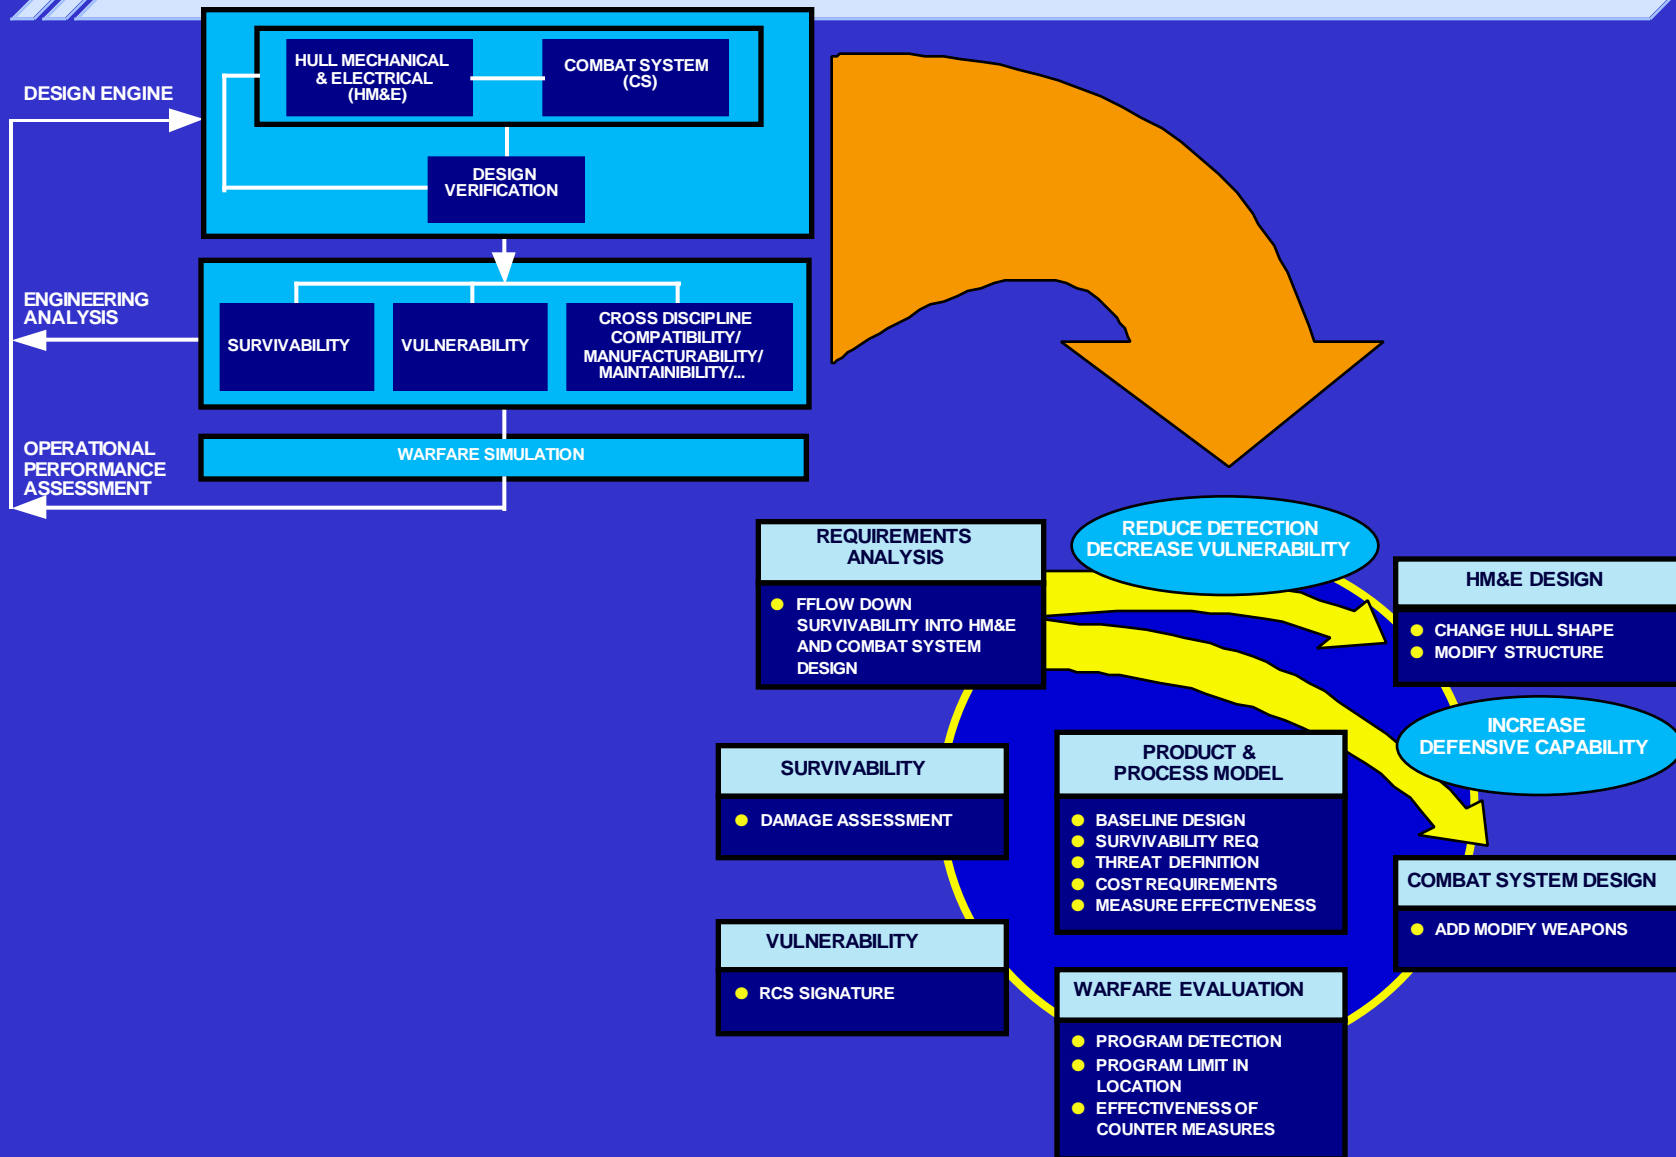 HULL MECHANICAL
& ELECTRICAL
(HM&E)
COMBAT SYSTEM
(CS)
DESIGN ENGINE
DESIGN
VERIFICATION
ENGINEERING
ANALYSIS
SURVIVABILITY
VULNERABILITY
CROSS DISCIPLINE
COMPATIBILITY/
MANUFACTURABILITY/
MAINTAINIBILITY/...
OPERATIONAL
PERFORMANCE
ASSESSMENT
WARFARE SIMULATION
REQUIREMENTS
ANALYSIS
FFLOW DOWN
SURVIVABILITY INTO HM&E
AND COMBAT SYSTEM
DESIGN
REDUCE DETECTION
DECREASE VULNERABILITY
HM&E DESIGN
CHANGE HULL SHAPE
MODIFY STRUCTURE
INCREASE
DEFENSIVE CAPABILITY
SURVIVABILITY
DAMAGE ASSESSMENT
PRODUCT &
PROCESS MODEL
BASELINE DESIGN
SURVIVABILITY REQ
THREAT DEFINITION
COST REQUIREMENTS
MEASURE EFFECTIVENESS
COMBAT SYSTEM DESIGN
ADD MODIFY WEAPONS
VULNERABILITY
RCS SIGNATURE
WARFARE EVALUATION
PROGRAM DETECTION
PROGRAM LIMIT IN
LOCATION
EFFECTIVENESS OF
COUNTER MEASURES